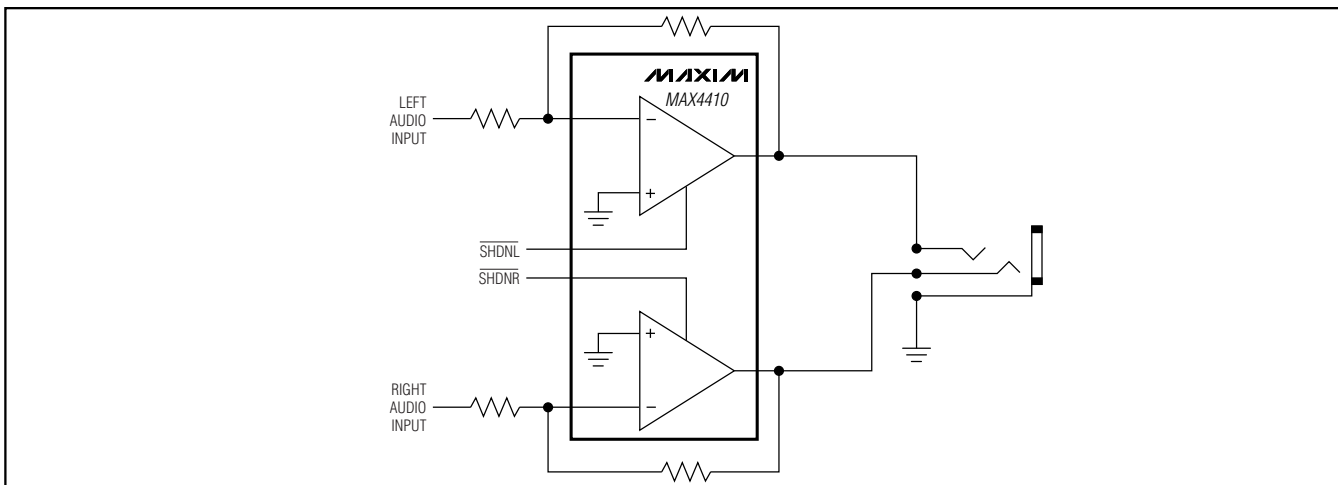 MAXIM
MAX4410
LEFT
AUDIO
INPUT
−
+
SHDNL
SHDNR
+
−
RIGHT
AUDIO
INPUT